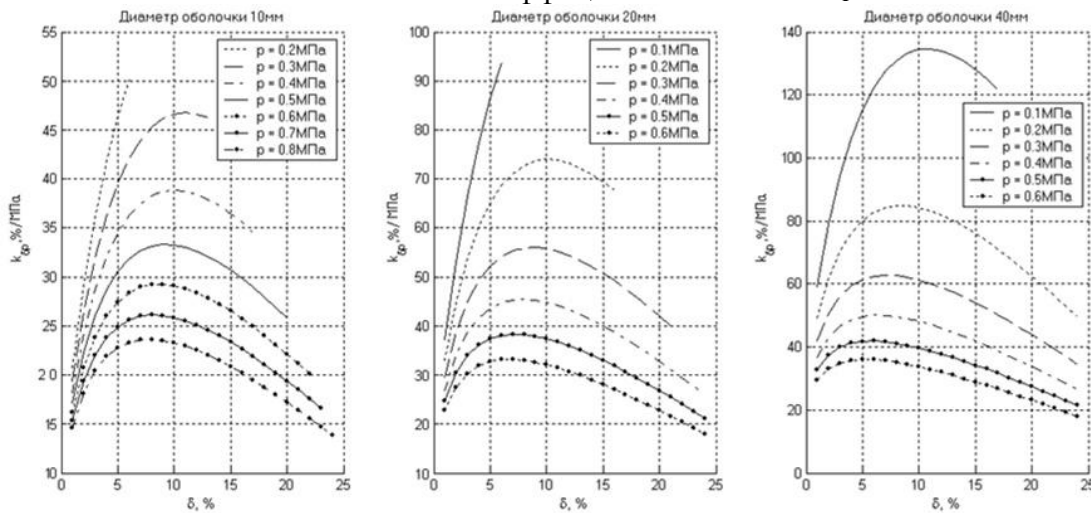 Диаметр оболочки 10мм
55
50
45
40
35
30
25
2 0
15
10
0
5
10
15
20
25
k_δp,%/МПа
δ, %
p = 0.2МПа
p = 0.3МПа
p = 0.4МПа
p = 0.5МПа
p = 0.6МПа
p = 0.7МПа
p = 0.8МПа
Диаметр оболочки 20мм
100
90
80
70
60
50
40
30
20
10
0
5
10
15
20
25
k_δp,%/МПа
δ, %
p = 0.1МПа
p = 0.2МПа
p = 0.3МПа
p = 0.4МПа
p = 0.5МПа
p = 0.6МПа
Диаметр оболочки 40мм
140
120
100
80
60
40
20
0
0
5
10
15
20
25
k_δp,%/МПа
δ, %
p = 0.1МПа
p = 0.2МПа
p = 0.3МПа
p = 0.4МПа
p = 0.5МПа
p = 0.6МПа